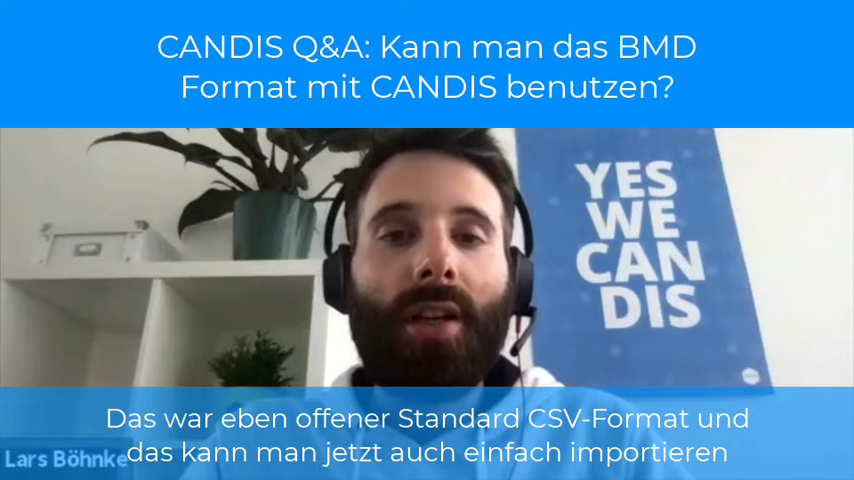 CANDIS Q&A: Kann man das BMD
Format mit CANDIS benutzen?
YES
WE
CAN
DIS
Das war eben offener Standard CSV-Format und
das kann man jetzt auch einfach importieren
Lars Böhnke